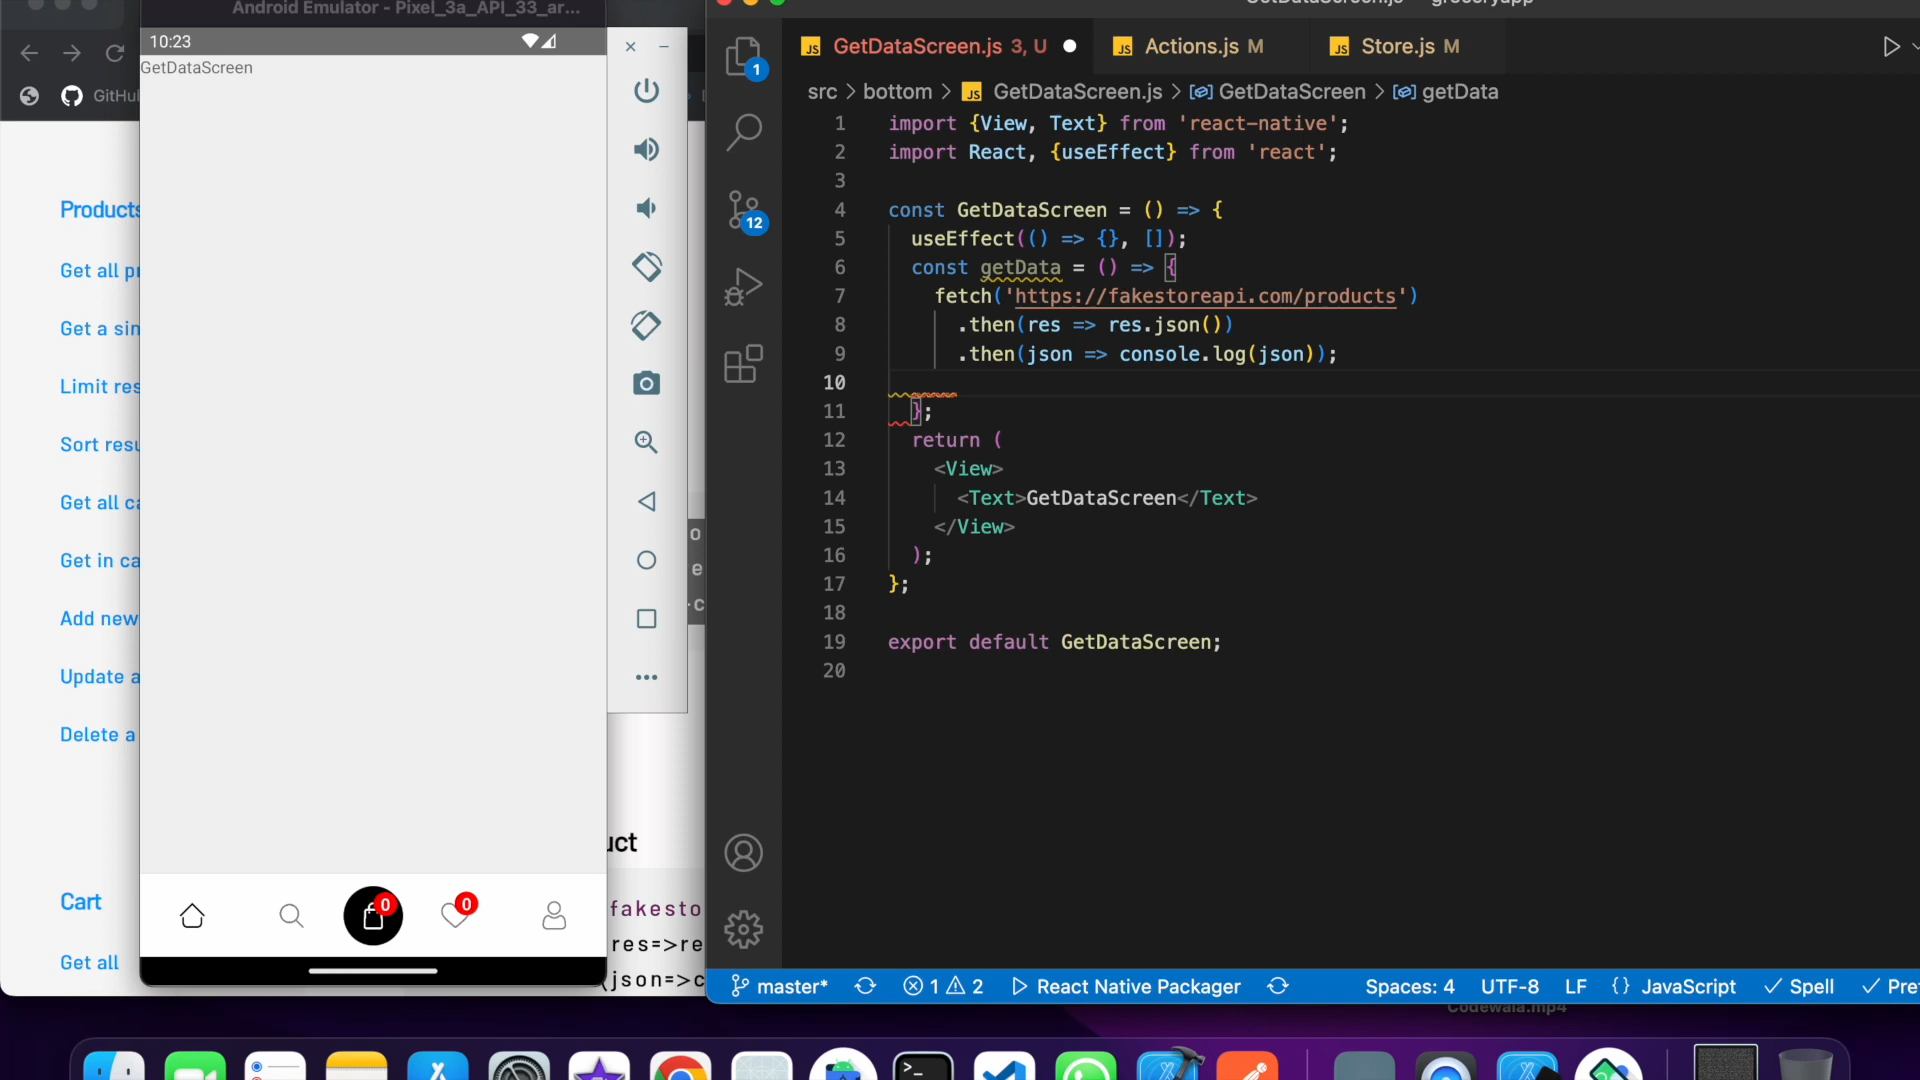 Android Emulator - Pixel_3a_API_33_ar...
10:23
GetDataScreen
GitHu
Products
Get all pr
Get a sin
Limit res
Sort resu
Get all ca
Get in ca
Add new
Update a
Delete a
Cart
Get all
uct
fakesto
res=>re
(json=>c
0
0
GetDataScreen.js — groceryapp
1
12
GetDataScreen.js 3, U
Actions.js M
Store.js M
src > bottom > JS GetDataScreen.js > GetDataScreen > getData
1 import {View, Text} from 'react-native';
2 import React, {useEffect} from 'react';
3
4 const GetDataScreen = () => {
5 useEffect(() => {}, []);
6 const getData = () => {
7 fetch('https://fakestoreapi.com/products')
8 .then(res => res.json())
9 .then(json => console.log(json));
10
11 };
12 return (
13 <View>
14 <Text>GetDataScreen</Text>
15 </View>
16 );
17 };
18
19 export default GetDataScreen;
20
master* 1 2 React Native Packager Spaces: 4 UTF-8 LF {} JavaScript Spell Pre
Codewala.mp4